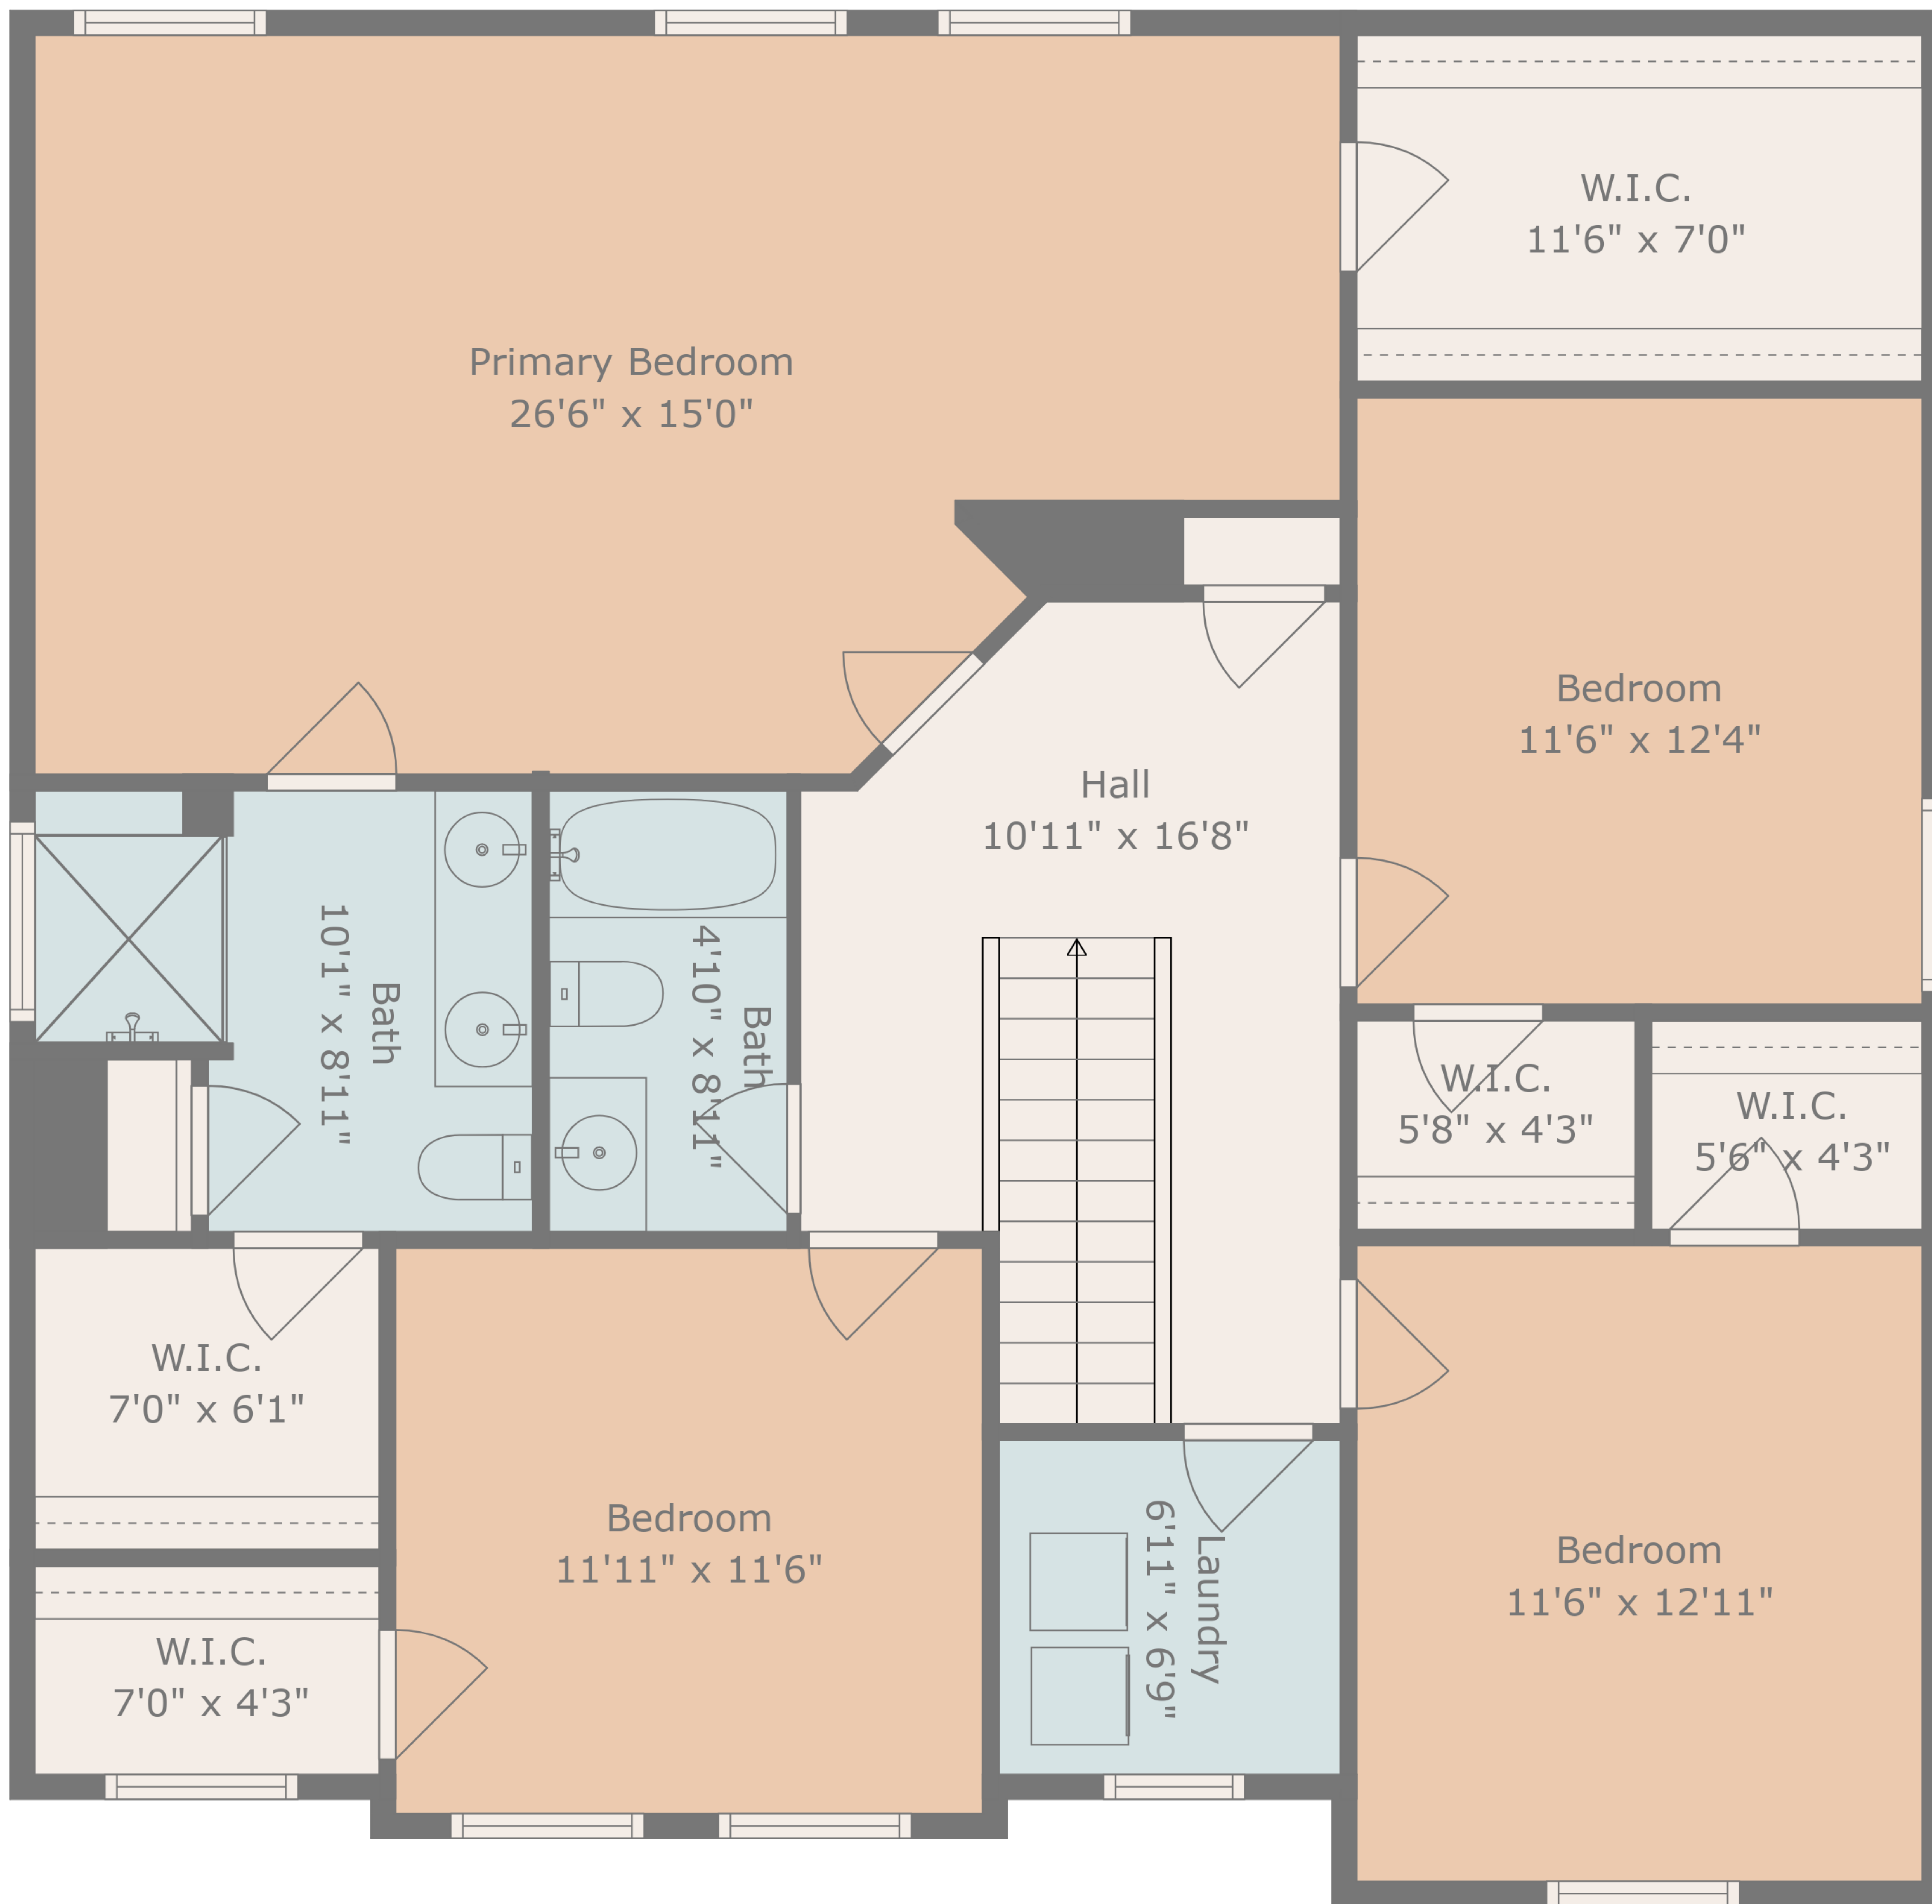 W.I.C.
11'6" x 7'0"
Primary Bedroom
26'6" x 15'0"
Bedroom
11'6" x 12'4"
Hall
10'11" x 16'8"
Bath
10'1" x 8'11"
Bath
4'10" x 8'11"
W.I.C.
5'8" x 4'3"
W.I.C.
5'6" x 4'3"
W.I.C.
7'0" x 6'1"
Bedroom
11'11" x 11'6"
Laundry
6'11" x 6'9"
Bedroom
11'6" x 12'11"
W.I.C.
7'0" x 4'3"